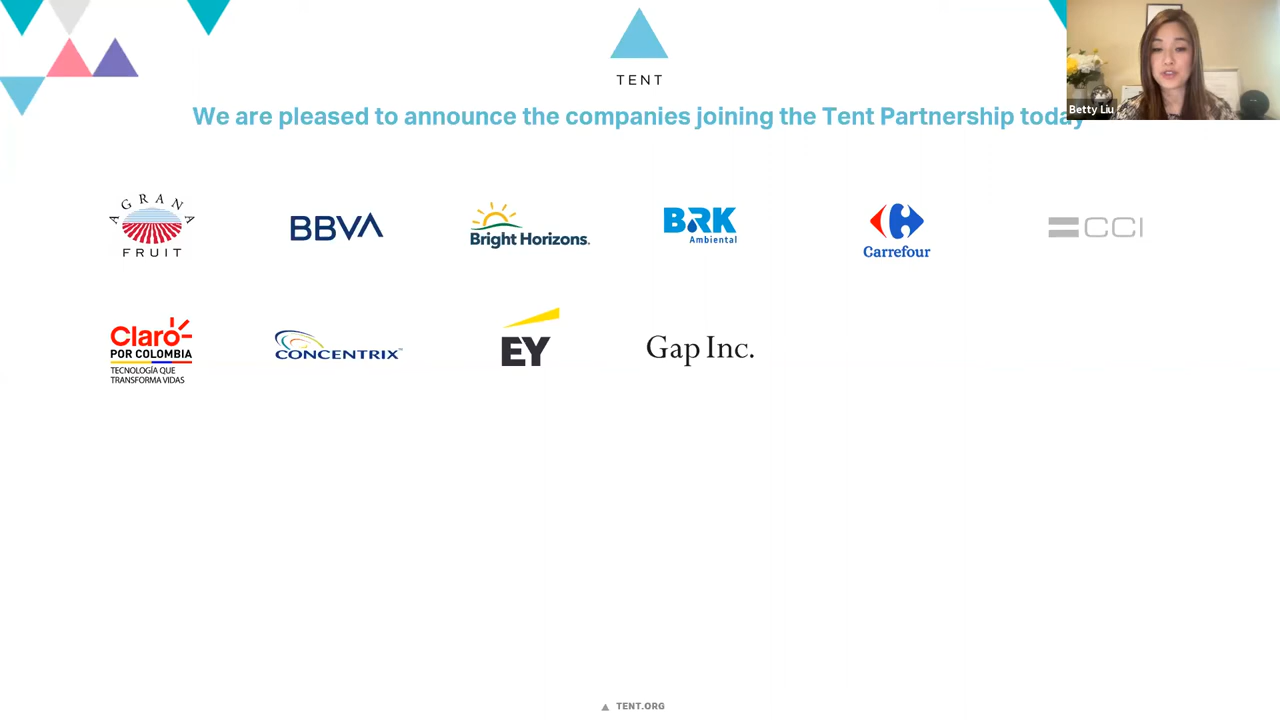 TENT
We are pleased to announce the companies joining the Tent Partnership today
Betty Liu
AGRANA
FRUIT
BBVA
Bright Horizons.
BRK
Ambiental
Carrefour
CCI
Claro
POR COLOMBIA
TECNOLOGÍA QUE
TRANSFORMA VIDAS
CONCENTRIX™
EY
Gap Inc.
TENT.ORG